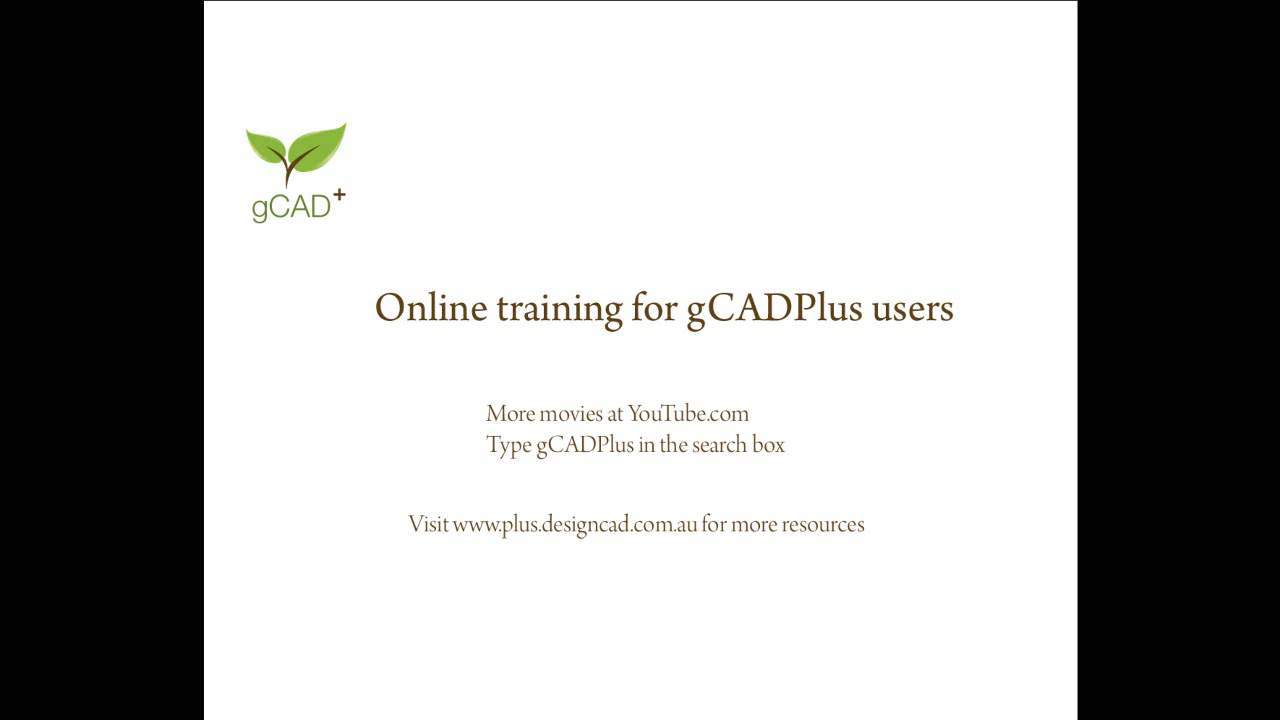 gCAD+
Online training for gCADPlus users
More movies at YouTube.com
Type gCADPlus in the search box
Visit www.plus.designcad.com.au for more resources